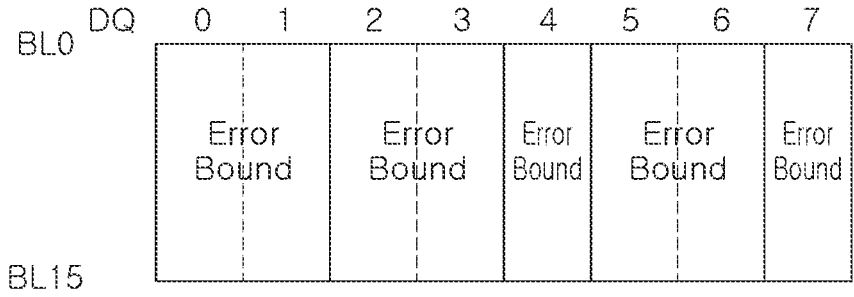 DQ 0 1 2 3 4 5 6 7
BL0
Error Error Error Error Error
Bound Bound Bound Bound Bound
BL15